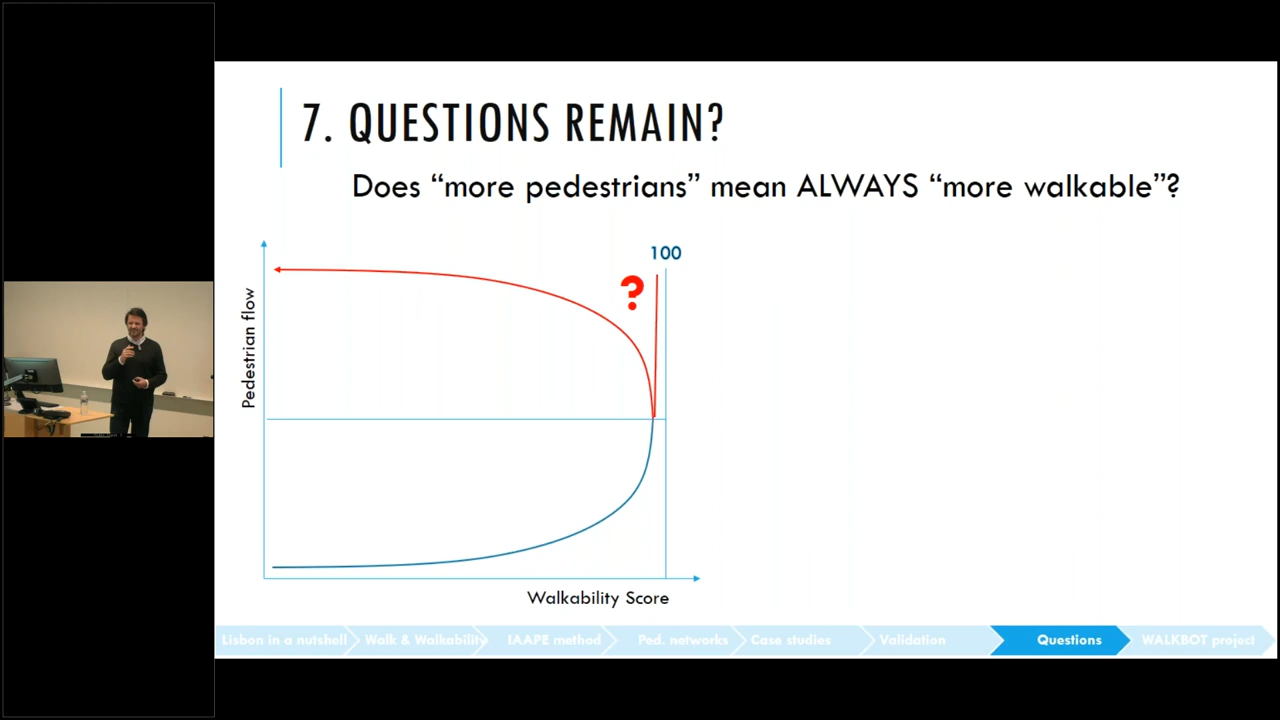 7. QUESTIONS REMAIN?
Does “more pedestrians” mean ALWAYS “more walkable”?
100
?
Pedestrian flow
Walkability Score
Lisbon in a nutshell
Walk & Walkability
IAAPE method
Ped. networks
Case studies
Validation
Questions
WALKBOT project